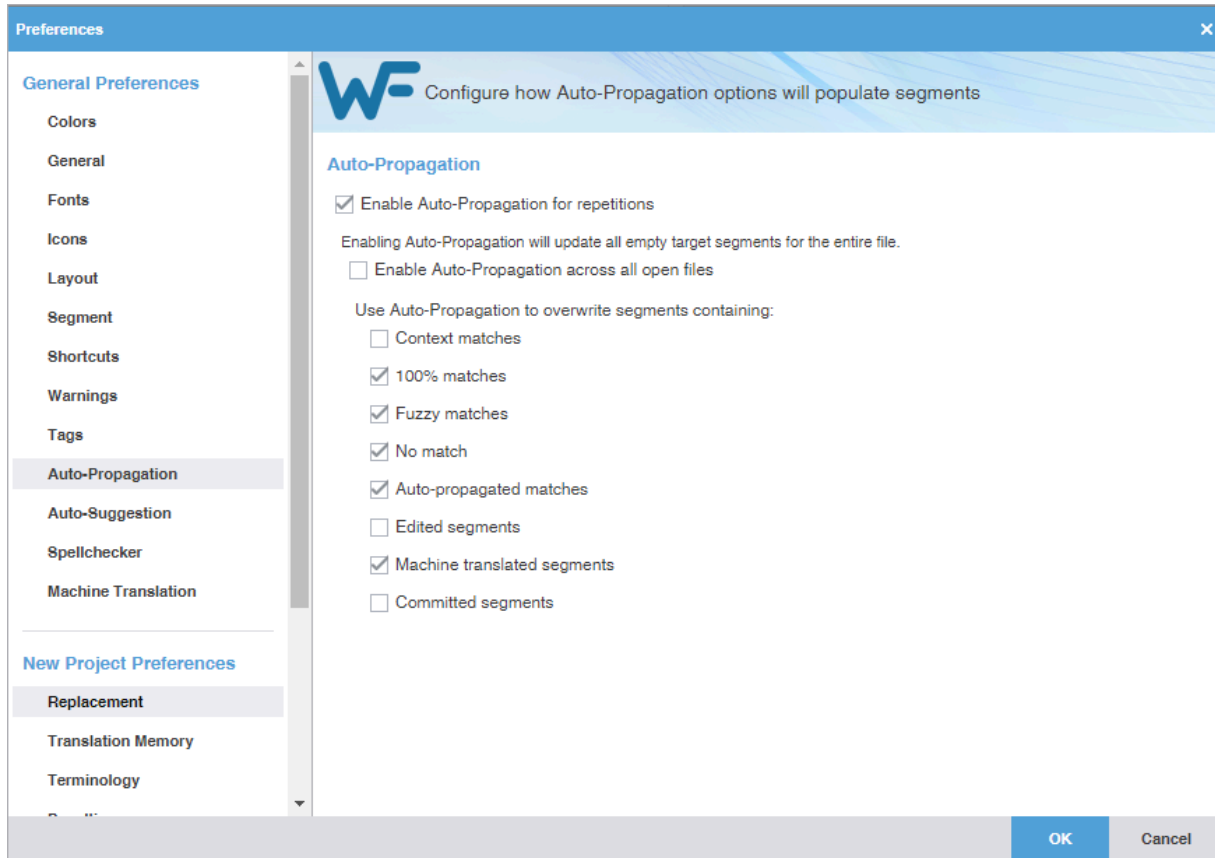 Preferences
General Preferences
Colors
General
Fonts
Icons
Layout
Segment
Shortcuts
Warnings
Tags
Auto-Propagation
Auto-Suggestion
Spellchecker
Machine Translation
New Project Preferences
Replacement
Translation Memory
Terminology
WF
Configure how Auto-Propagation options will populate segments
Auto-Propagation
Enable Auto-Propagation for repetitions
Enabling Auto-Propagation will update all empty target segments for the entire file.
Enable Auto-Propagation across all open files
Use Auto-Propagation to overwrite segments containing:
Context matches
100% matches
Fuzzy matches
No match
Auto-propagated matches
Edited segments
Machine translated segments
Committed segments
OK Cancel